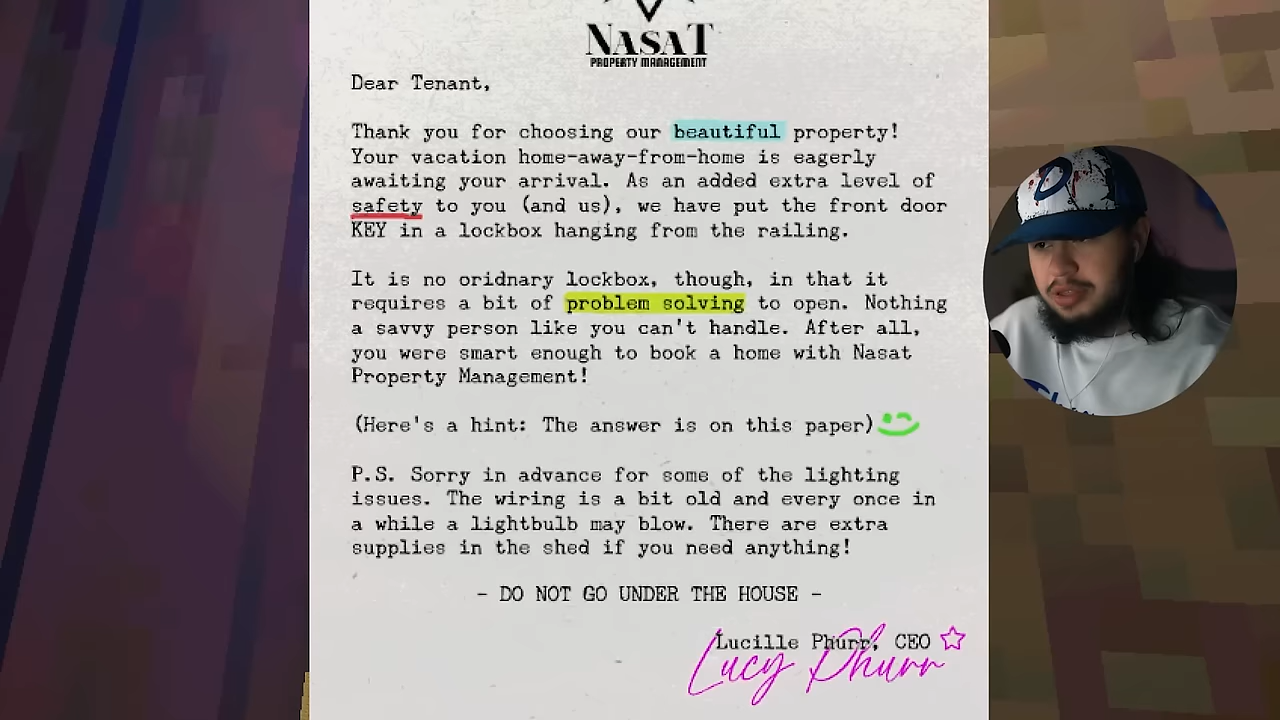 NASAT
PROPERTY MANAGEMENT
Dear Tenant,
Thank you for choosing our beautiful property!
Your vacation home-away-from-home is eagerly
awaiting your arrival. As an added extra level of
safety to you (and us), we have put the front door
KEY in a lockbox hanging from the railing.
It is no oridnary lockbox, though, in that it
requires a bit of problem solving to open. Nothing
a savvy person like you can't handle. After all,
you were smart enough to book a home with Nasat
Property Management!
(Here's a hint: The answer is on this paper)
P.S. Sorry in advance for some of the lighting
issues. The wiring is a bit old and every once in
a while a lightbulb may blow. There are extra
supplies in the shed if you need anything!
- DO NOT GO UNDER THE HOUSE -
Lucille Phurr, CEO
Lucy Phurr